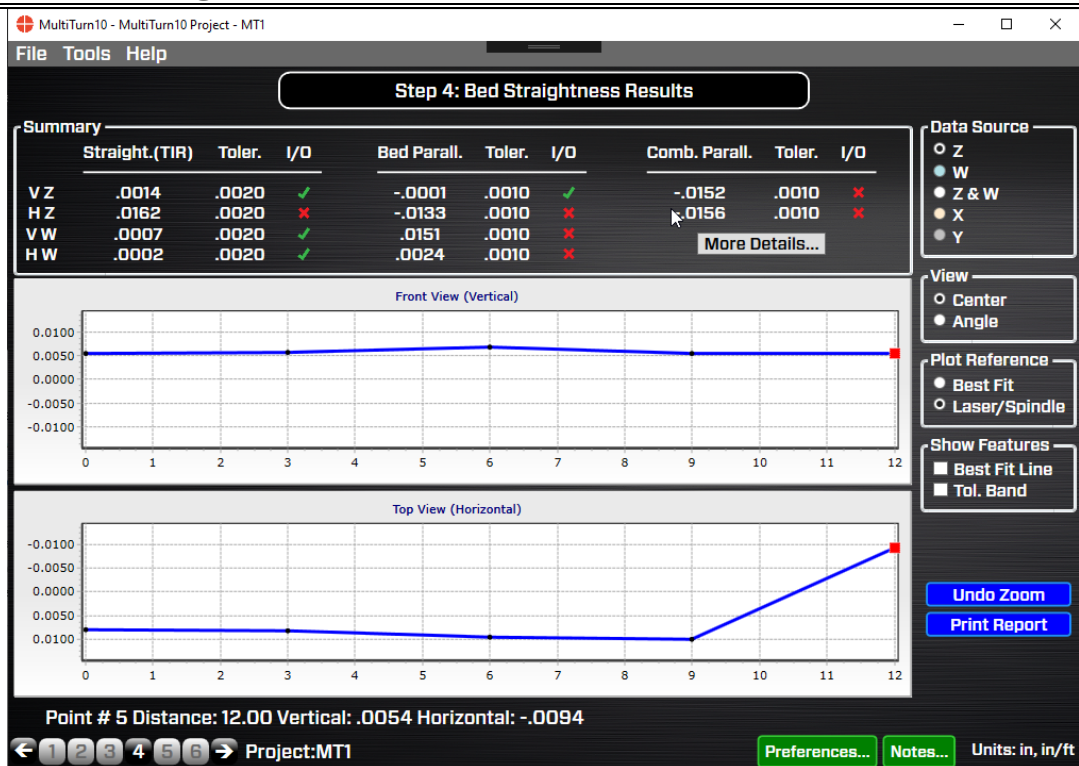 MultiTurn10 - MultiTurn10 Project - MT1
File Tools Help
Step 4: Bed Straightness Results
Summary
Straight.(TIR) Toler. I/O Bed Parall. Toler. I/O Comb. Parall. Toler. I/O
V Z .0014 .0020 ✓ -.0001 .0010 ✓ -.0152 .0010 ×
H Z .0162 .0020 × -.0133 .0010 × .0156 .0010 ×
V W .0007 .0020 ✓ .0151 .0010 ×
H W .0002 .0020 ✓ .0024 .0010 ×
More Details...
Data Source
Z
W
Z & W
X
Y
View
Center
Angle
Plot Reference
Best Fit
Laser/Spindle
Show Features
Best Fit Line
Tol. Band
Undo Zoom
Print Report
Front View (Vertical)
0.0100
0.0050
0.0000
-0.0050
-0.0100
0 1 2 3 4 5 6 7 8 9 10 11 12
Top View (Horizontal)
-0.0100
-0.0050
0.0000
0.0050
0.0100
0 1 2 3 4 5 6 7 8 9 10 11 12
Point # 5 Distance: 12.00 Vertical: .0054 Horizontal: -.0094
1 2 3 4 5 6 Project:MT1 Preferences... Notes... Units: in, in/ft